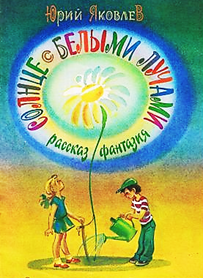 Юрий Яковлев
СОЛНЦЕ с БЕЛЫМИ ЛУЧАМИ
рассказ фантазия